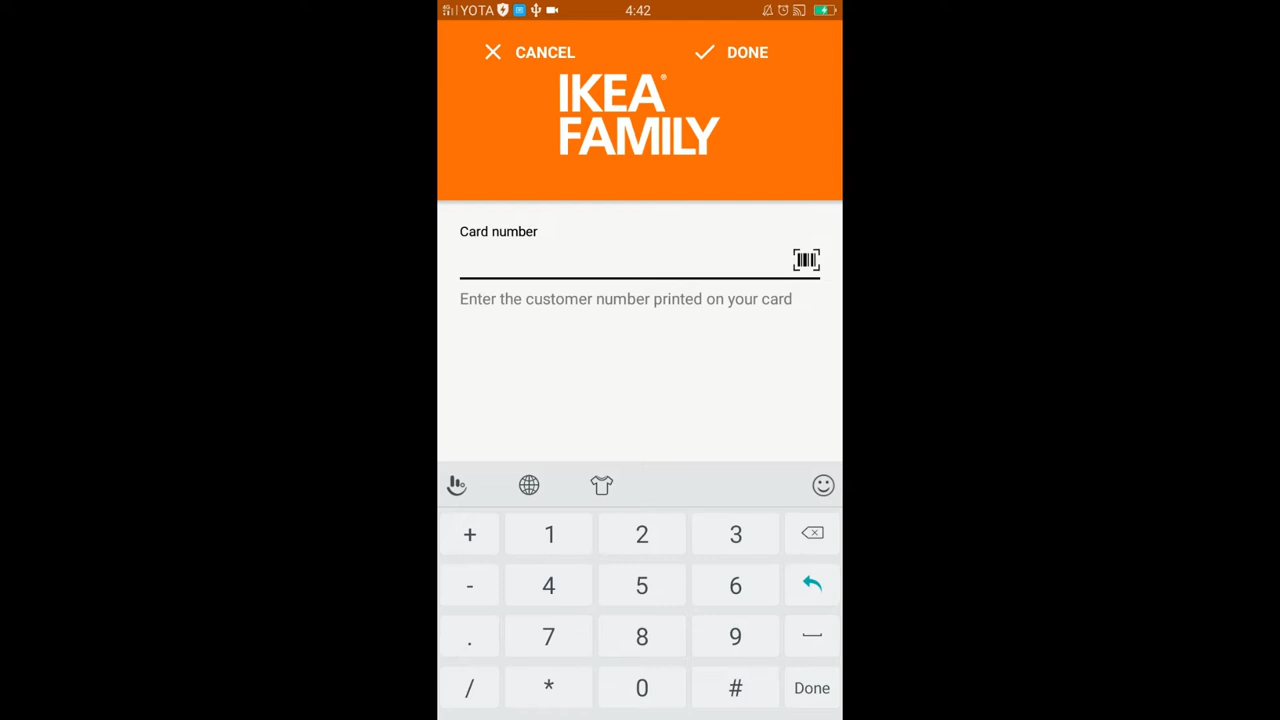 4G YOTA 4:42
CANCEL DONE
IKEA®
FAMILY
Card number
Enter the customer number printed on your card
+ 1 2 3
- 4 5 6
. 7 8 9
/ * 0 # Done